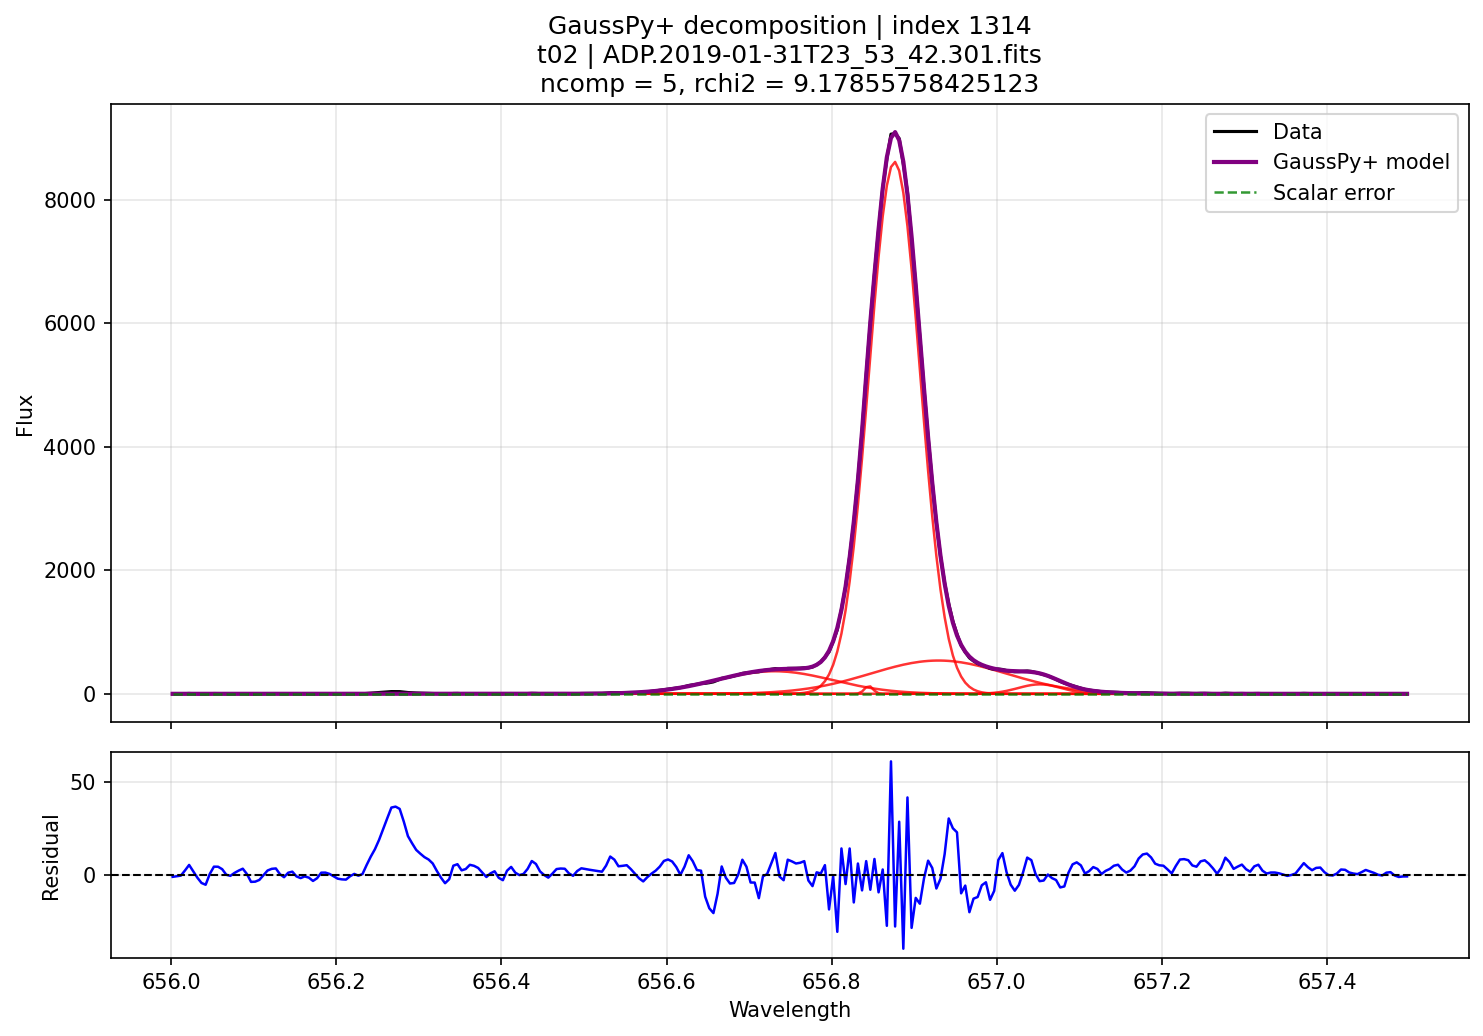 GaussPy+ decomposition | index 1314
t02 | ADP.2019-01-31T23_53_42.301.fits
ncomp = 5, rchi2 = 9.17855758425123
Data
GaussPy+ model
Scalar error
8000
6000
4000
2000
0
Flux
50
0
Residual
656.0 656.2 656.4 656.6 656.8 657.0 657.2 657.4
Wavelength